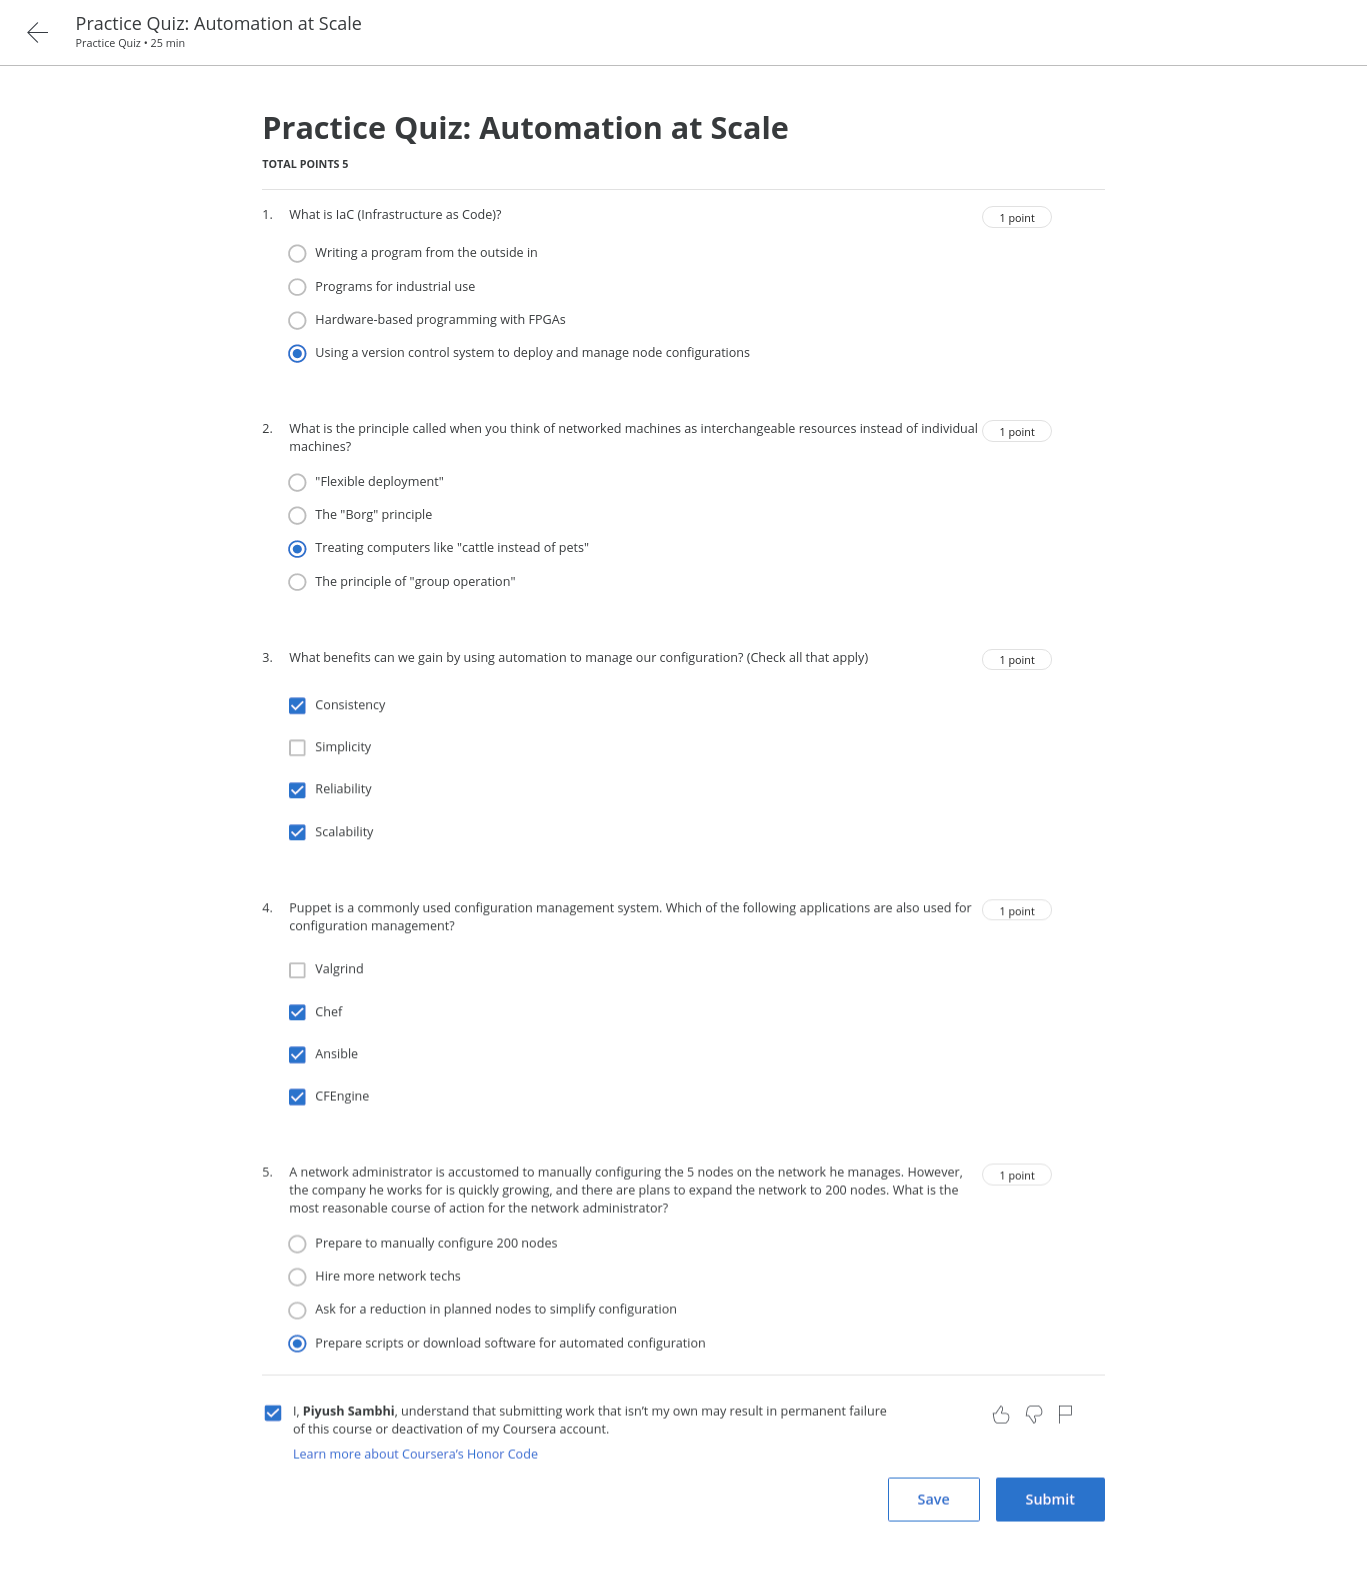 Practice Quiz: Automation at Scale
Practice Quiz • 25 min
Practice Quiz: Automation at Scale
TOTAL POINTS 5
1. What is IaC (Infrastructure as Code)? 1 point
Writing a program from the outside in
Programs for industrial use
Hardware-based programming with FPGAs
Using a version control system to deploy and manage node configurations
2. What is the principle called when you think of networked machines as interchangeable resources instead of individual 1 point
machines?
"Flexible deployment"
The "Borg" principle
Treating computers like "cattle instead of pets"
The principle of "group operation"
3. What benefits can we gain by using automation to manage our configuration? (Check all that apply) 1 point
Consistency
Simplicity
Reliability
Scalability
4. Puppet is a commonly used configuration management system. Which of the following applications are also used for 1 point
configuration management?
Valgrind
Chef
Ansible
CFEngine
5. A network administrator is accustomed to manually configuring the 5 nodes on the network he manages. However, 1 point
the company he works for is quickly growing, and there are plans to expand the network to 200 nodes. What is the
most reasonable course of action for the network administrator?
Prepare to manually configure 200 nodes
Hire more network techs
Ask for a reduction in planned nodes to simplify configuration
Prepare scripts or download software for automated configuration
I, Piyush Sambhi, understand that submitting work that isn’t my own may result in permanent failure
of this course or deactivation of my Coursera account.
Learn more about Coursera’s Honor Code
Save Submit